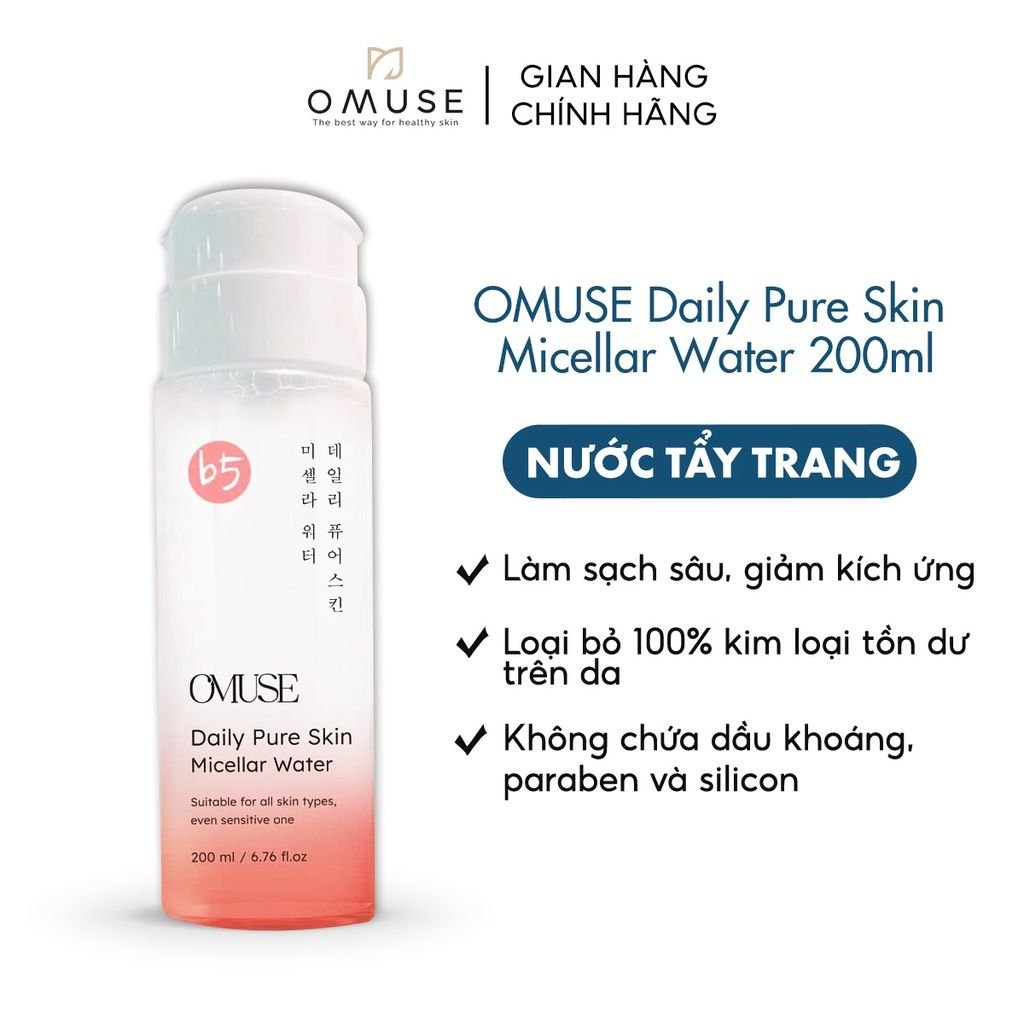 OMUSE
The best way for healthy skin
GIAN HÀNG
CHÍNH HÃNG
OMUSE Daily Pure Skin
Micellar Water 200ml
NƯỚC TẨY TRANG
Làm sạch sâu, giảm kích ứng
Loại bỏ 100% kim loại tồn dư
trên da
Không chứa dầu khoáng,
paraben và silicon
b5
데일리 퓨어스킨
미셀라 워터
O'MUSE
Daily Pure Skin
Micellar Water
Suitable for all skin types,
even sensitive one
200 ml / 6.76 fl.oz